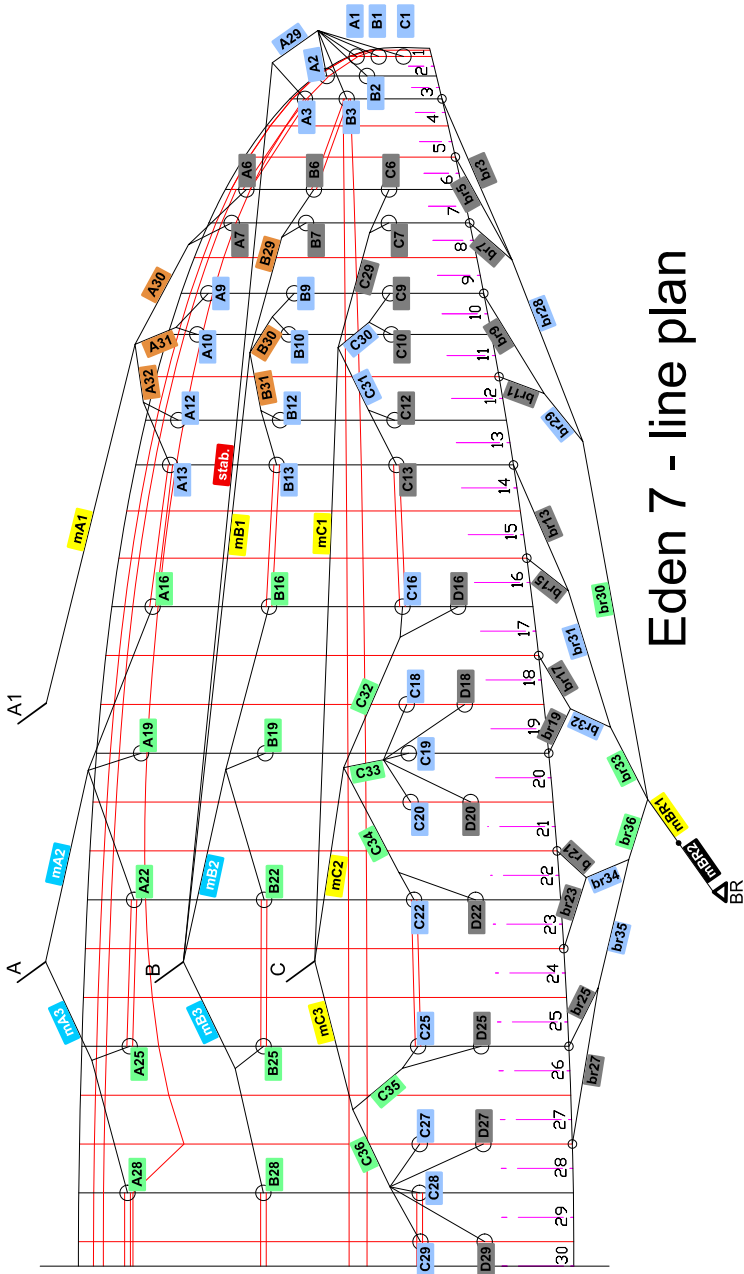 A1
B1
C1
A29
A2
B2
A3
B3
1
2
3
4
5
6
7
8
9
10
11
12
13
14
15
16
17
18
19
20
21
22
23
24
25
26
27
28
29
30
A6
B6
C6
A7
B7
C7
br3
br5
br7
A30
B29
C29
A9
B9
C9
A31
A10
B30
B10
C30
C10
br9
br28
A32
A12
B31
B12
C31
C12
br11
br29
A13
stab.
B13
C13
mA1
mB1
mC1
br13
A16
B16
C16
D16
br15
br30
br31
A1
C32
C18
D18
br17
br32
A19
B19
C33
C19
br19
br33
C20
D20
mA2
mB2
C34
mC2
A22
B22
C22
D22
br21
br23
br34
br36
mBR1
mBR2
BR
br35
A
B
C
mA3
mB3
mC3
A25
B25
C25
D25
br25
br27
C35
C36
C27
D27
A28
B28
C28
C29
D29
Eden 7 - line plan